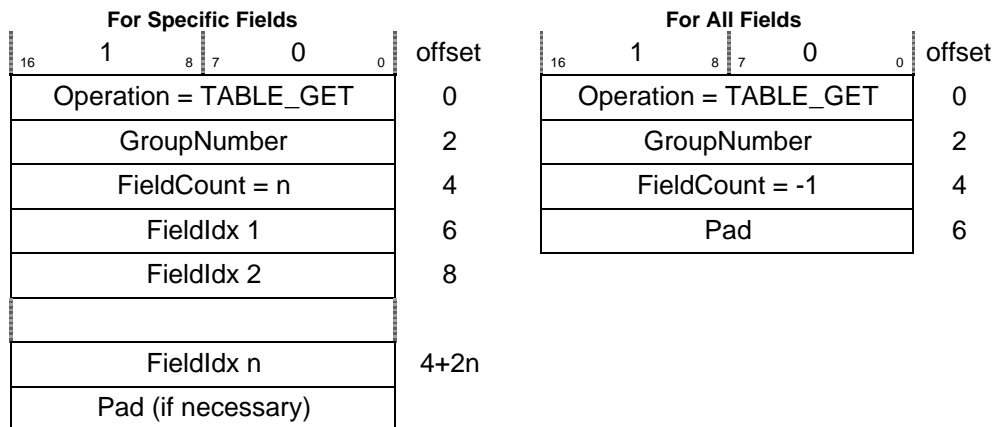 For Specific Fields
16 1 8 7 0 0 offset
Operation = TABLE_GET 0
GroupNumber 2
FieldCount = n 4
FieldIdx 1 6
FieldIdx 2 8
FieldIdx n 4+2n
Pad (if necessary)
For All Fields
16 1 8 7 0 0 offset
Operation = TABLE_GET 0
GroupNumber 2
FieldCount = -1 4
Pad 6